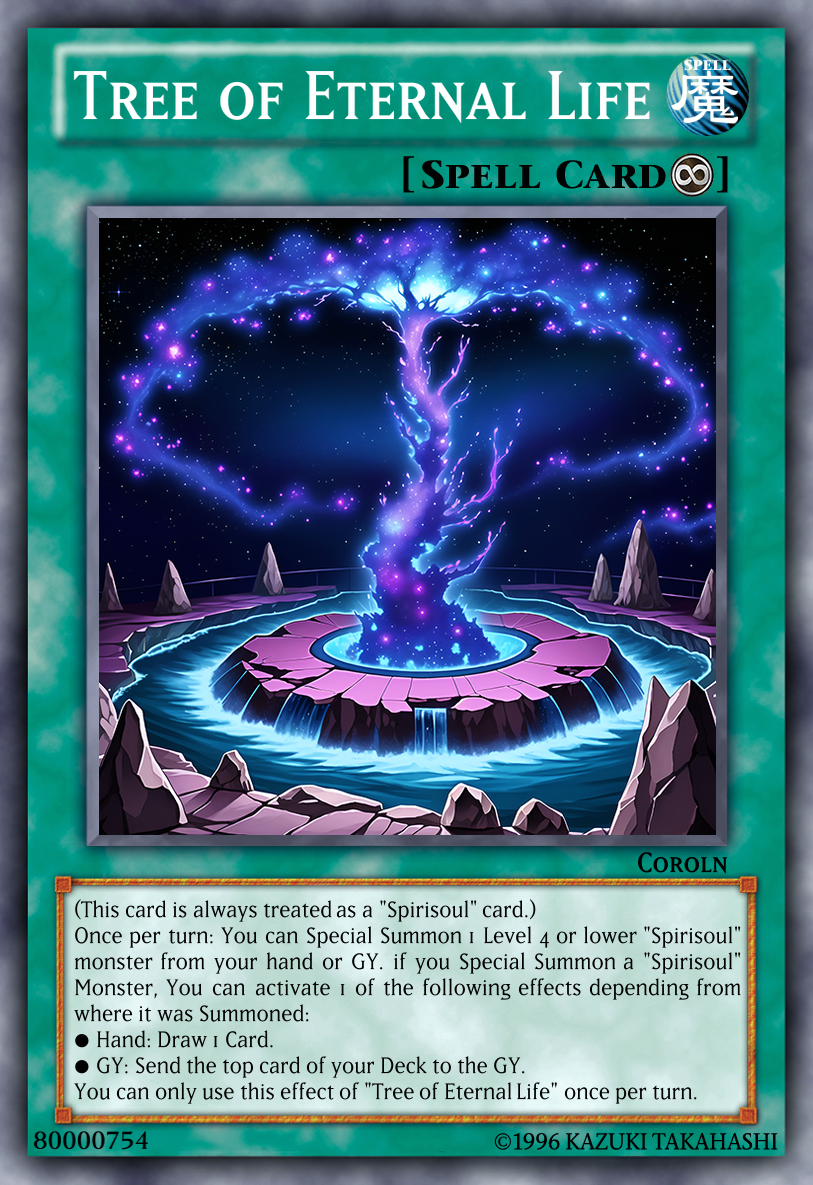 Tree of Eternal Life
SPELL
魔
[Spell Card∞]
Coroln
(This card is always treated as a "Spirisoul" card.)
Once per turn: You can Special Summon 1 Level 4 or lower "Spirisoul"
monster from your hand or GY. if you Special Summon a "Spirisoul"
Monster, You can activate 1 of the following effects depending from
where it was Summoned:
● Hand: Draw 1 Card.
● GY: Send the top card of your Deck to the GY.
You can only use this effect of "Tree of Eternal Life" once per turn.
80000754
©1996 KAZUKI TAKAHASHI